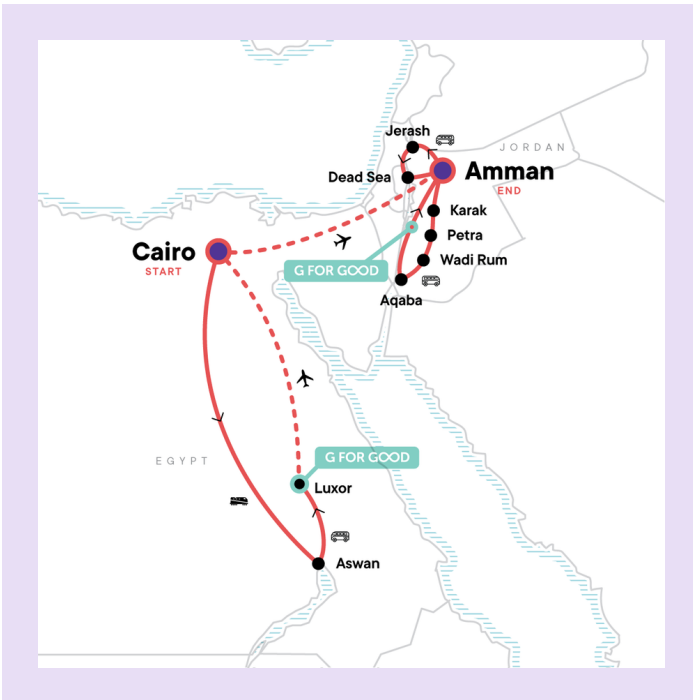 Jerash
JORDAN
Dead Sea
Amman
END
Karak
Petra
Cairo
START
Wadi Rum
G FOR GOOD
Aqaba
G FOR GOOD
EGYPT
Luxor
Aswan